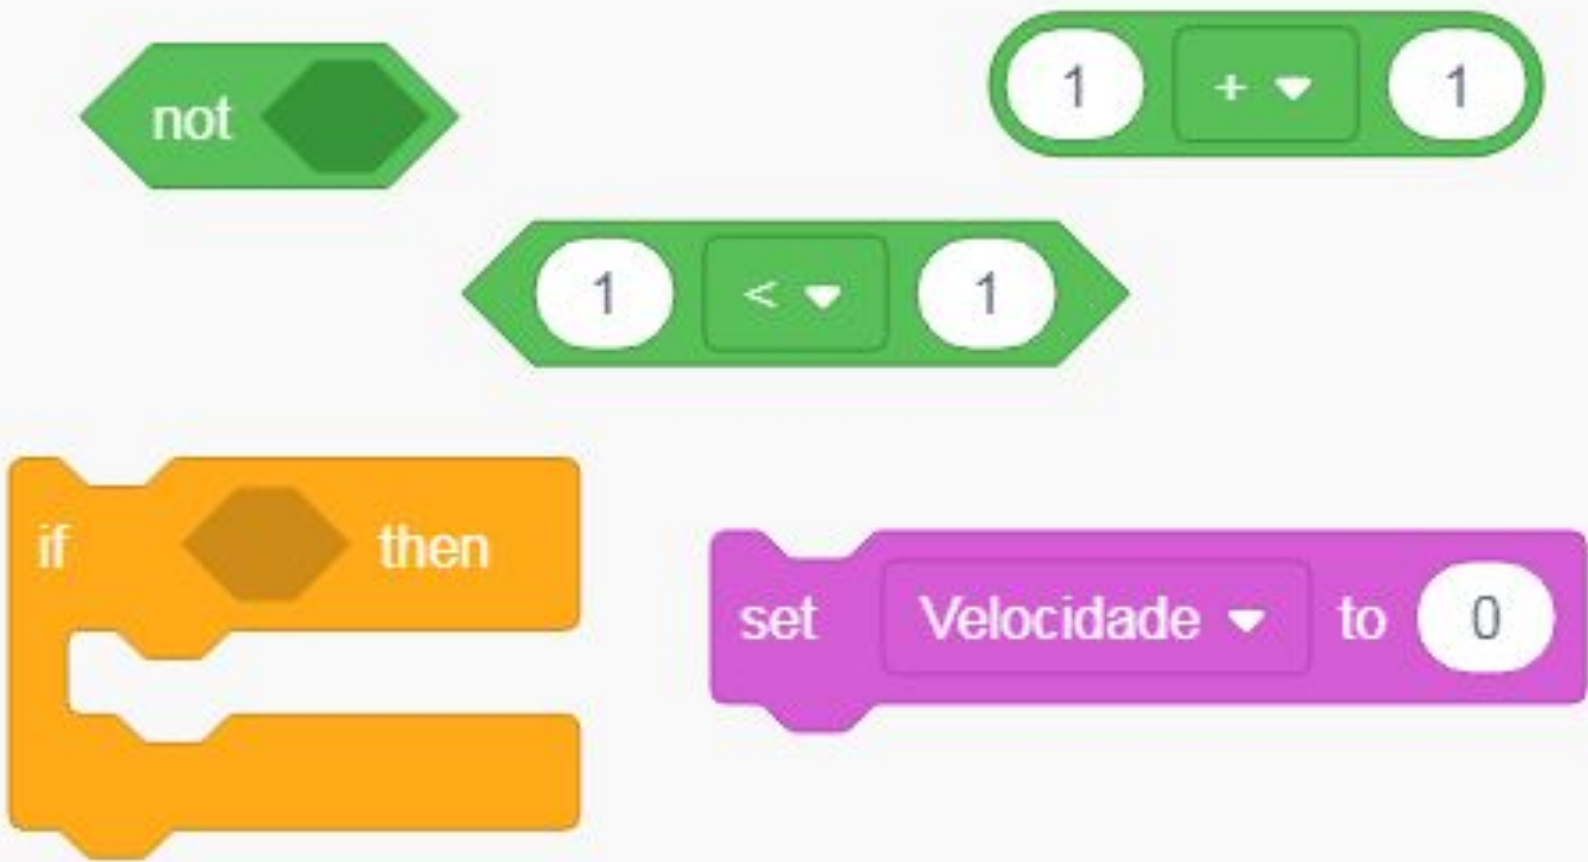 not
1 + 1
1 < 1
if then
set Velocidade to 0